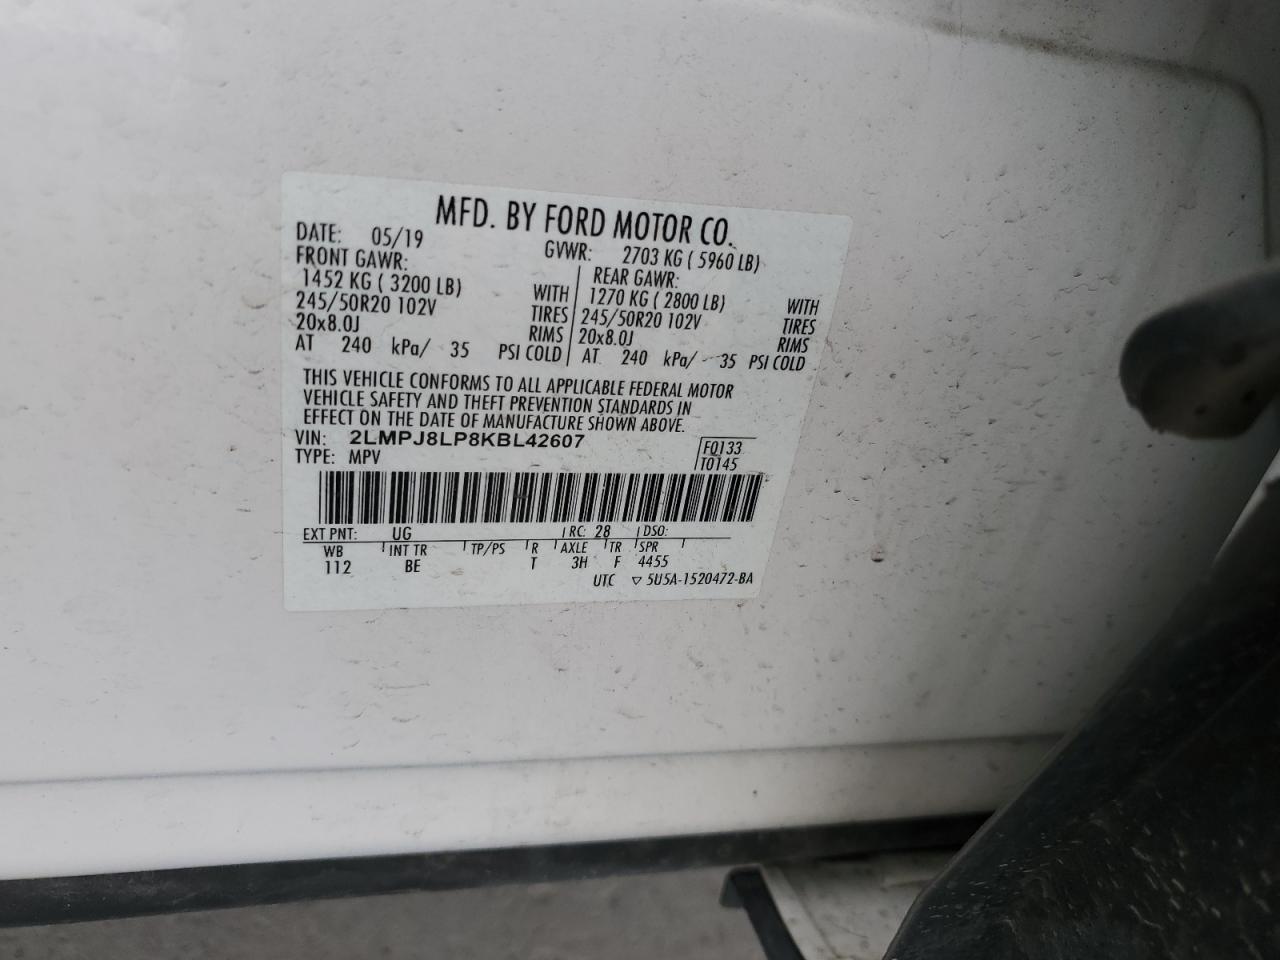 MFD. BY FORD MOTOR CO.
DATE: 05/19 GVWR: 2703 KG ( 5960 LB)
FRONT GAWR: REAR GAWR:
1452 KG ( 3200 LB) WITH 1270 KG ( 2800 LB) WITH
245/50R20 102V TIRES 245/50R20 102V TIRES
20x8.0J RIMS 20x8.0J RIMS
AT 240 kPa/ 35 PSI COLD AT 240 kPa/ 35 PSI COLD
THIS VEHICLE CONFORMS TO ALL APPLICABLE FEDERAL MOTOR
VEHICLE SAFETY AND THEFT PREVENTION STANDARDS IN
EFFECT ON THE DATE OF MANUFACTURE SHOWN ABOVE.
VIN: 2LMPJ8LP8KBL42607 F0133
TYPE: MPV T0145
EXT PNT: UG RC: 28 DSO:
WB INT TR TP/PS R AXLE TR SPR
112 BE T 3H F 4455
UTC ▽ 5U5A-1520472-BA